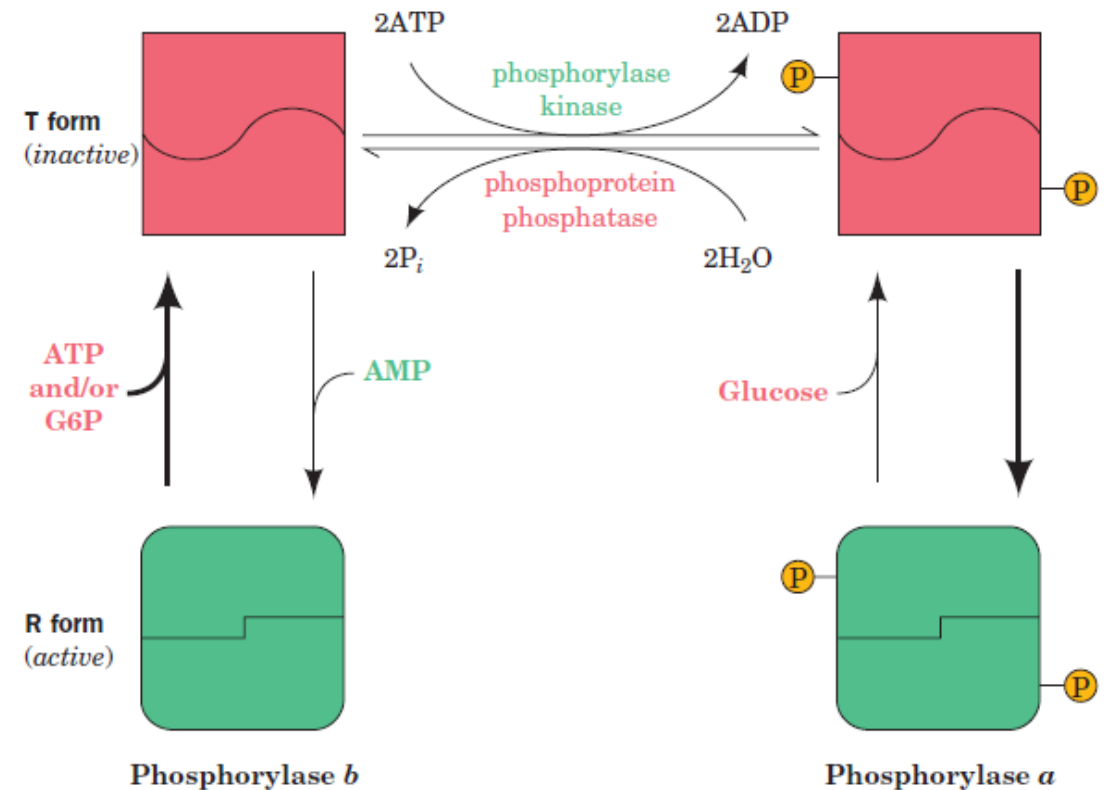 2ATP
2ADP
phosphorylase
kinase
P
T form
(inactive)
phosphoprotein
phosphatase
P
2Pi
2H2O
ATP
and/or
G6P
AMP
Glucose
P
R form
(active)
P
Phosphorylase b
Phosphorylase a